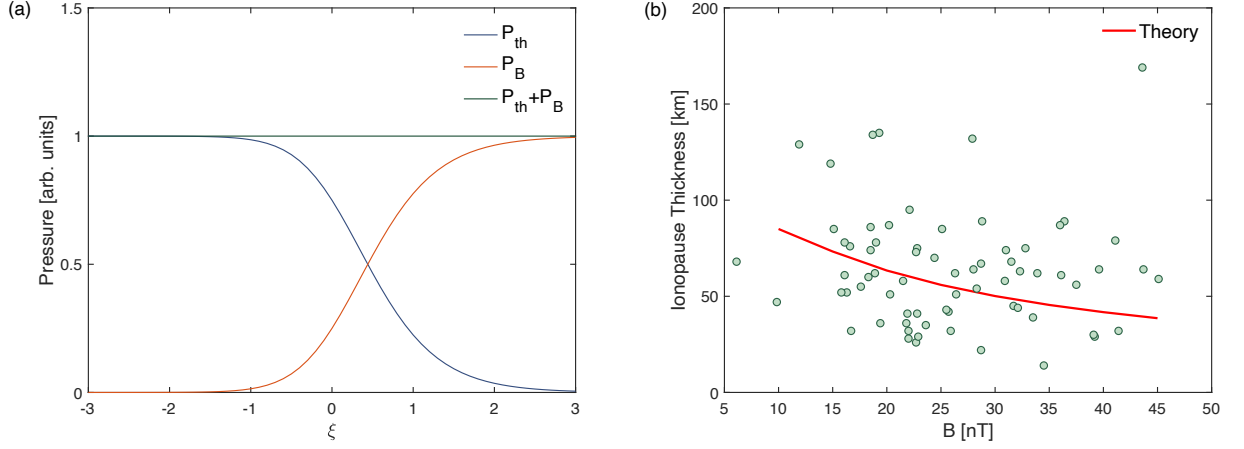 (a)
1.5
1
0.5
0
Pressure [arb. units]
P_th
P_B
P_th+P_B
-3 -2 -1 0 1 2 3
ξ
(b)
200
150
100
50
0
Ionopause Thickness [km]
Theory
5 10 15 20 25 30 35 40 45 50
B [nT]